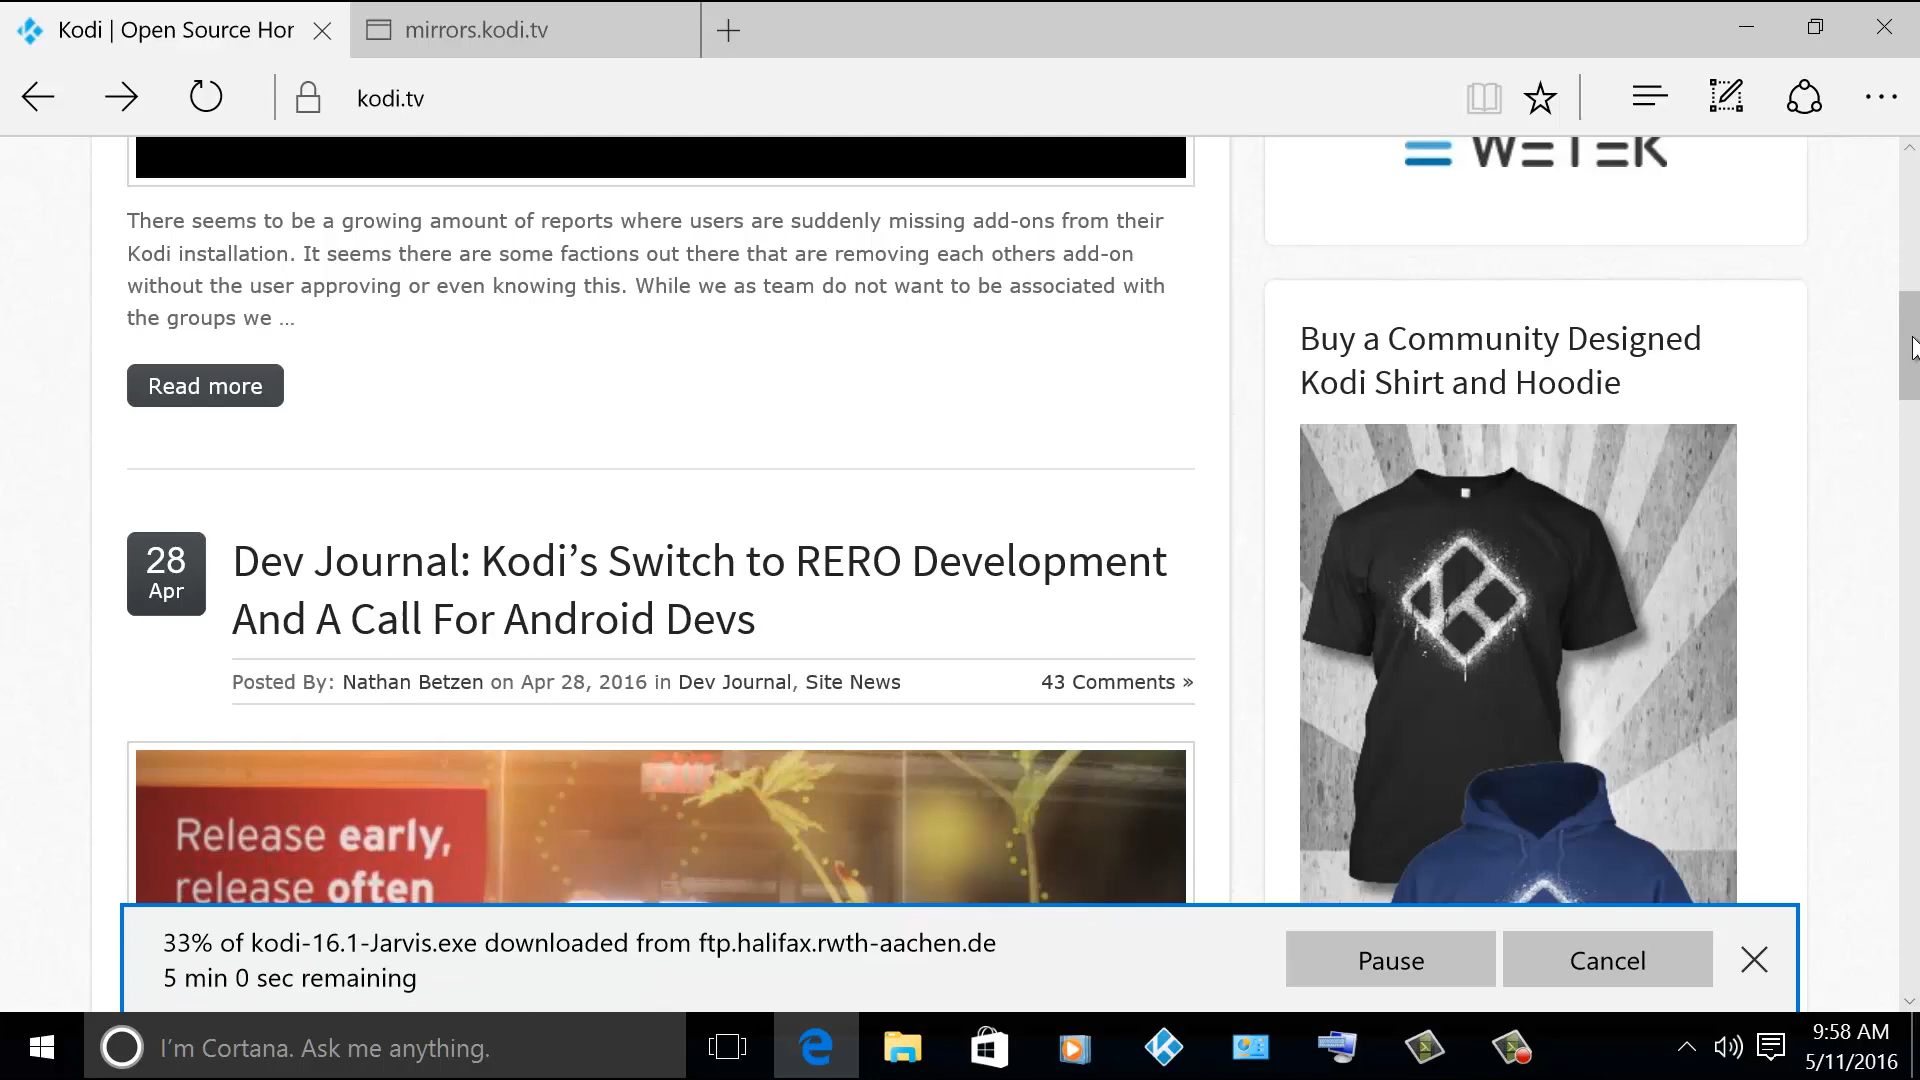 Kodi | Open Source Hor
mirrors.kodi.tv
kodi.tv
WETEK
There seems to be a growing amount of reports where users are suddenly missing add-ons from their
Kodi installation. It seems there are some factions out there that are removing each others add-on
without the user approving or even knowing this. While we as team do not want to be associated with
the groups we ...
Read more
Buy a Community Designed
Kodi Shirt and Hoodie
28
Apr
Dev Journal: Kodi’s Switch to RERO Development
And A Call For Android Devs
Posted By: Nathan Betzen on Apr 28, 2016 in Dev Journal, Site News
43 Comments »
Release early,
release often
33% of kodi-16.1-Jarvis.exe downloaded from ftp.halifax.rwth-aachen.de
5 min 0 sec remaining
Pause
Cancel
I'm Cortana. Ask me anything.
9:58 AM
5/11/2016